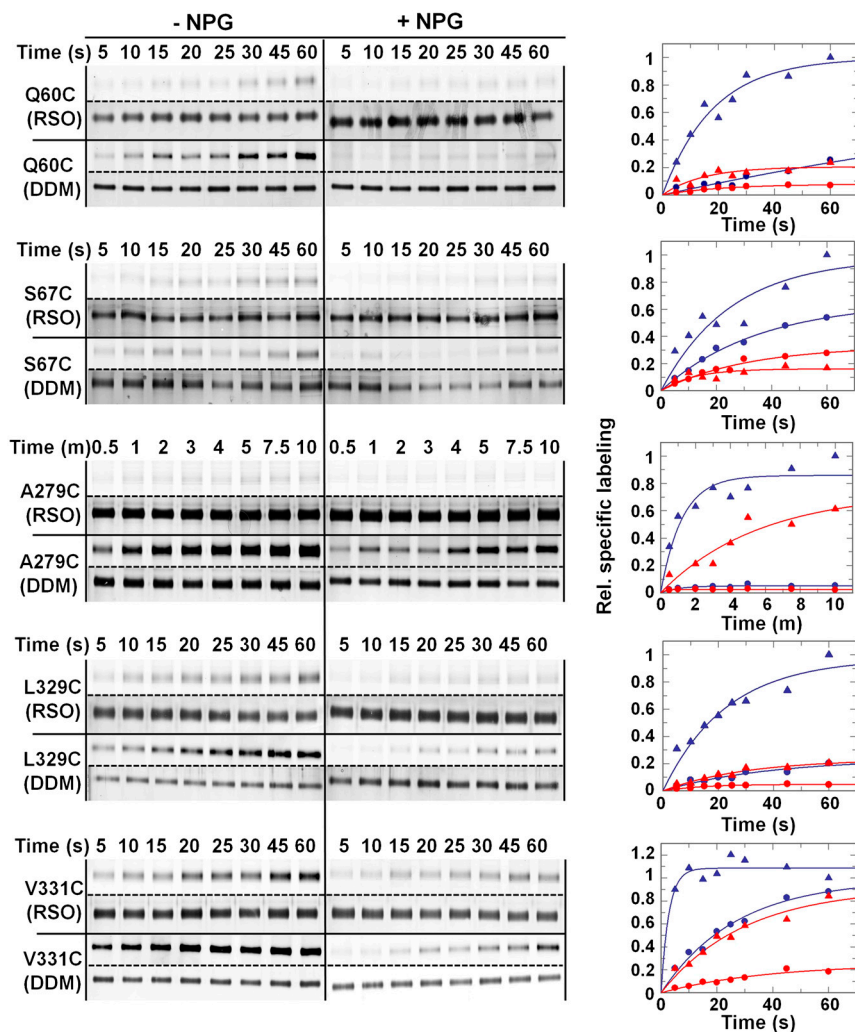 - NPG + NPG
Time (s) 5 10 15 20 25 30 45 60 5 10 15 20 25 30 45 60
Q60C
(RSO)
Q60C
(DDM)
1
0.8
0.6
0.4
0.2
0
0 20 40 60
Time (s)
Time (s) 5 10 15 20 25 30 45 60 5 10 15 20 25 30 45 60
S67C
(RSO)
S67C
(DDM)
1
0.8
0.6
0.4
0.2
0
0 20 40 60
Time (s)
Time (m) 0.5 1 2 3 4 5 7.5 10 0.5 1 2 3 4 5 7.5 10
A279C
(RSO)
A279C
(DDM)
Rel. specific labeling
1
0.8
0.6
0.4
0.2
0
0 2 4 6 8 10
Time (m)
Time (s) 5 10 15 20 25 30 45 60 5 10 15 20 25 30 45 60
L329C
(RSO)
L329C
(DDM)
1
0.8
0.6
0.4
0.2
0
0 20 40 60
Time (s)
Time (s) 5 10 15 20 25 30 45 60 5 10 15 20 25 30 45 60
V331C
(RSO)
V331C
(DDM)
1.2
1
0.8
0.6
0.4
0.2
0
0 20 40 60
Time (s)